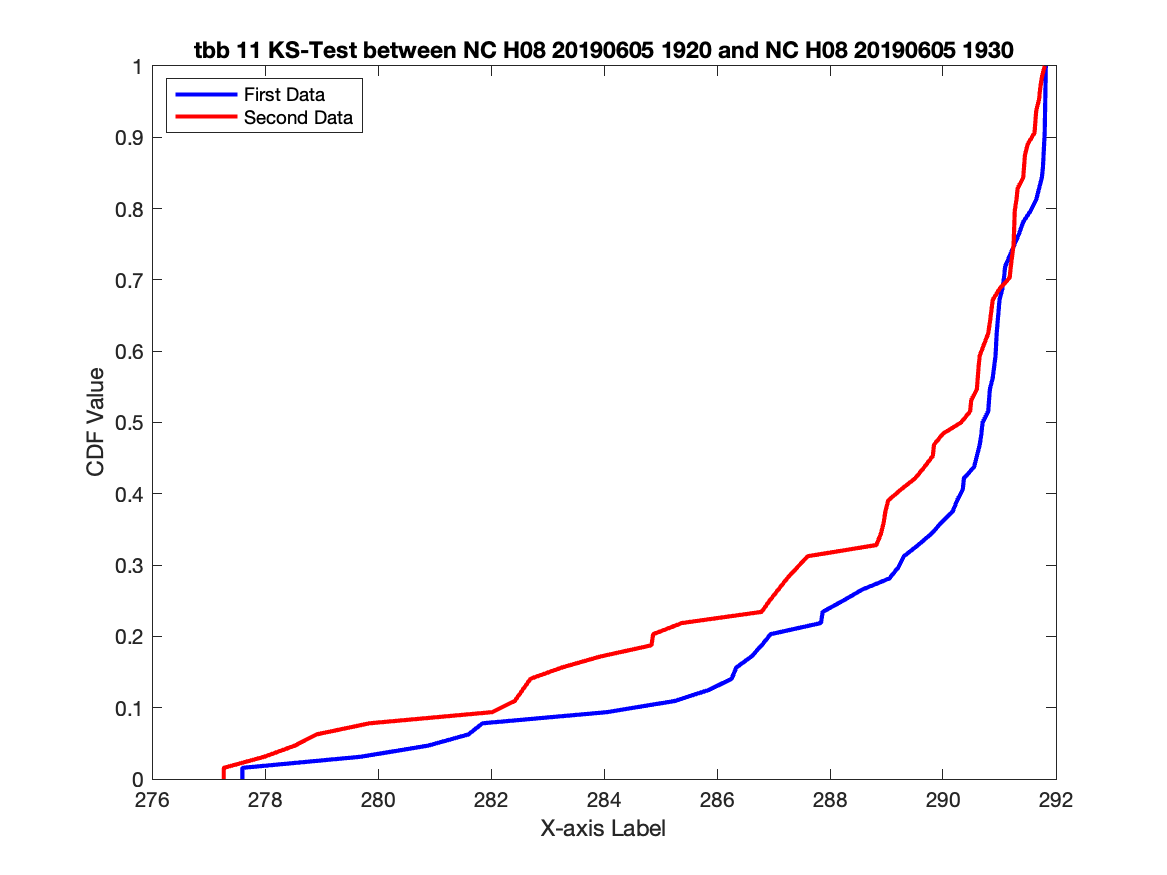 tbb 11 KS-Test between NC H08 20190605 1920 and NC H08 20190605 1930
First Data
Second Data
1
0.9
0.8
0.7
0.6
0.5
0.4
0.3
0.2
0.1
0
CDF Value
276 278 280 282 284 286 288 290 292
X-axis Label